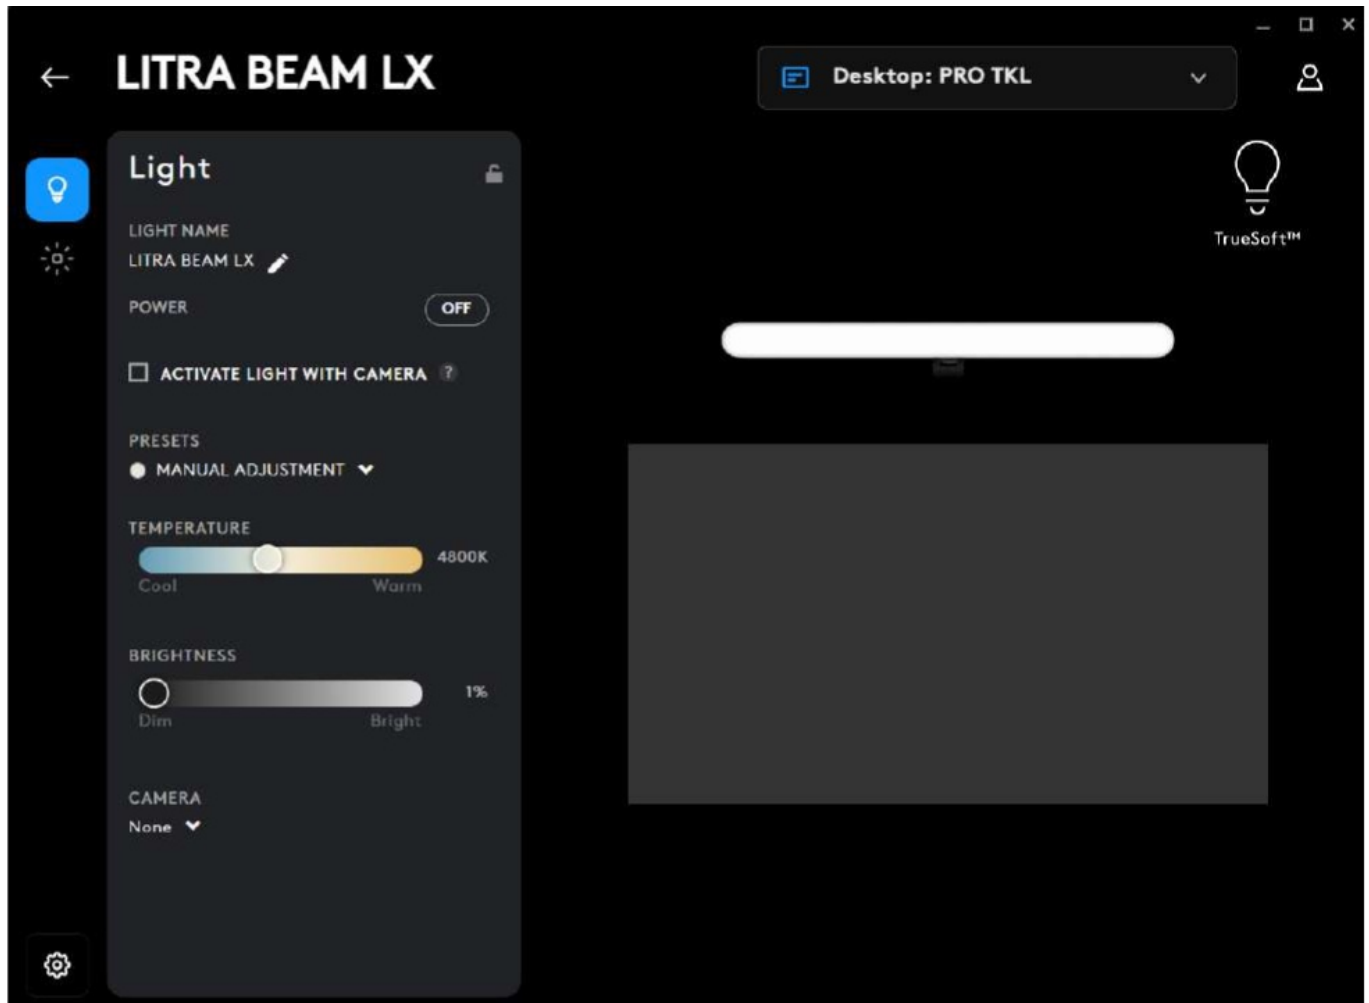 LITRA BEAM LX
Desktop: PRO TKL
Light
TrueSoft™
LIGHT NAME
LITRA BEAM LX
POWER
OFF
ACTIVATE LIGHT WITH CAMERA ?
PRESETS
MANUAL ADJUSTMENT
TEMPERATURE
4800K
Cool
Warm
BRIGHTNESS
1%
Dim
Bright
CAMERA
None